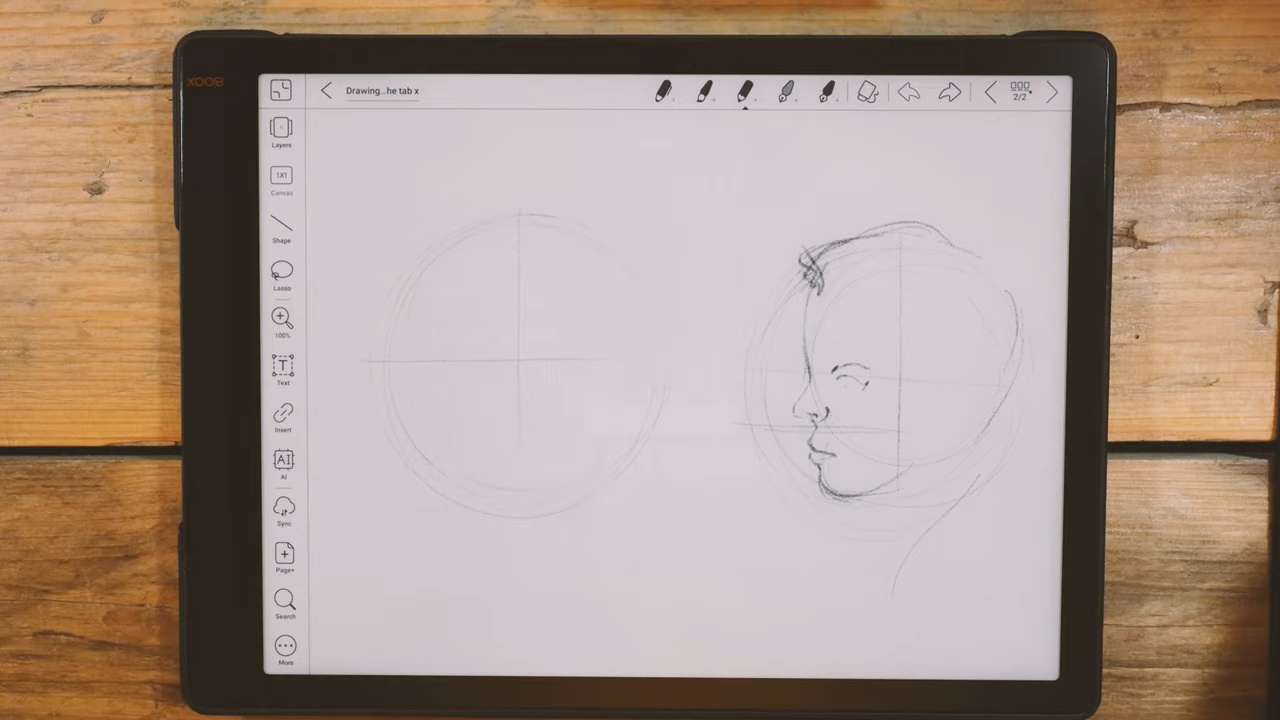 BOOX
Drawing...he tab x
2/2
Layers
1X1
Canvas
Shape
Lasso
100%
T
Text
Insert
AI
AI
Sync
Page+
Search
More